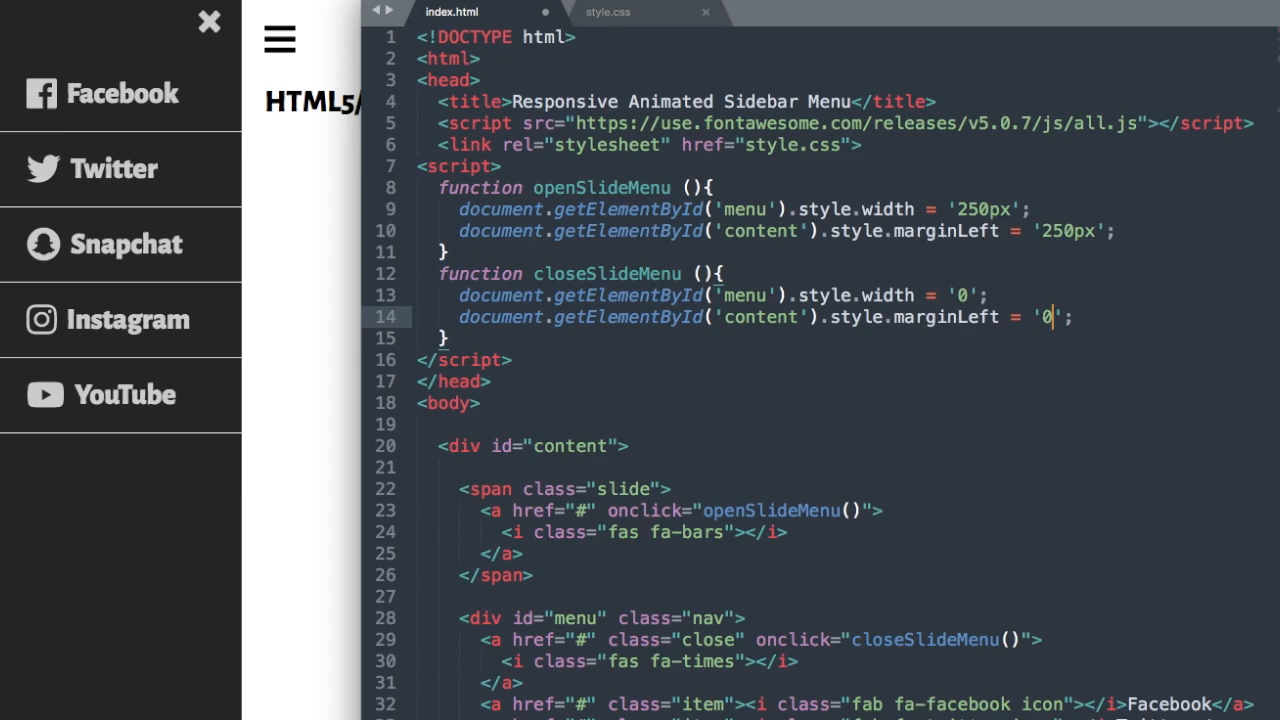 Facebook
Twitter
Snapchat
Instagram
YouTube
HTML5/
index.html
style.css
1 <!DOCTYPE html>
2 <html>
3 <head>
4 <title>Responsive Animated Sidebar Menu</title>
5 <script src="https://use.fontawesome.com/releases/v5.0.7/js/all.js"></script>
6 <link rel="stylesheet" href="style.css">
7 <script>
8 function openSlideMenu (){
9 document.getElementById('menu').style.width = '250px';
10 document.getElementById('content').style.marginLeft = '250px';
11 }
12 function closeSlideMenu (){
13 document.getElementById('menu').style.width = '0';
14 document.getElementById('content').style.marginLeft = '0';
15 }
16 </script>
17 </head>
18 <body>
19
20 <div id="content">
21
22 <span class="slide">
23 <a href="#" onclick="openSlideMenu()">
24 <i class="fas fa-bars"></i>
25 </a>
26 </span>
27
28 <div id="menu" class="nav">
29 <a href="#" class="close" onclick="closeSlideMenu()">
30 <i class="fas fa-times"></i>
31 </a>
32 <a href="#" class="item"><i class="fab fa-facebook icon"></i>Facebook</a>